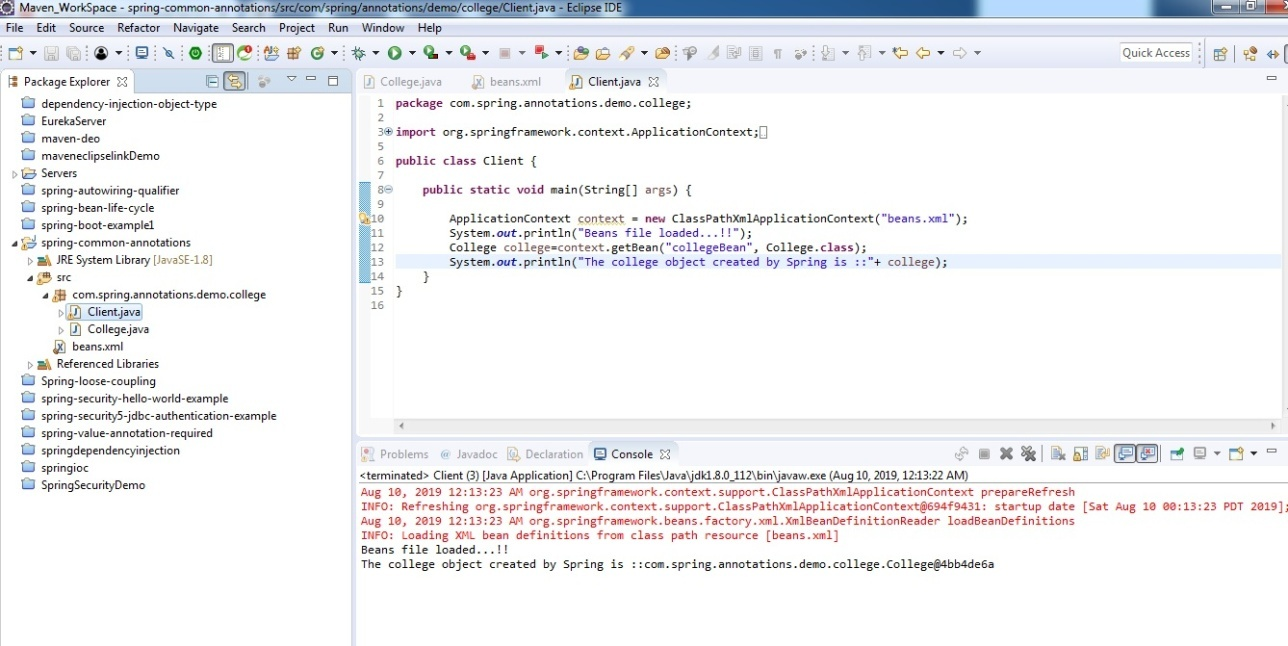 Maven_WorkSpace - spring-common-annotations/src/com/spring/annotations/demo/college/Client.java - Eclipse IDE
File Edit Source Refactor Navigate Search Project Run Window Help
Quick Access
Package Explorer
College.java beans.xml Client.java
dependency-injection-object-type
EurekaServer
maven-deo
maveneclipselinkDemo
Servers
spring-autowiring-qualifier
spring-bean-life-cycle
spring-boot-example1
spring-common-annotations
JRE System Library [JavaSE-1.8]
src
com.spring.annotations.demo.college
Client.java
College.java
beans.xml
Referenced Libraries
Spring-loose-coupling
spring-security-hello-world-example
spring-security5-jdbc-authentication-example
spring-value-annotation-required
springdependencyinjection
springioc
SpringSecurityDemo
1 package com.spring.annotations.demo.college;
2
3 import org.springframework.context.ApplicationContext;
5
6 public class Client {
7
8 public static void main(String[] args) {
9
10 ApplicationContext context = new ClassPathXmlApplicationContext("beans.xml");
11 System.out.println("Beans file loaded...!!");
12 College college=context.getBean("collegeBean", College.class);
13 System.out.println("The college object created by Spring is ::"+ college);
14 }
15 }
16
Problems Javadoc Declaration Console
<terminated> Client (3) [Java Application] C:\Program Files\Java\jdk1.8.0_112\bin\javaw.exe (Aug 10, 2019, 12:13:22 AM)
Aug 10, 2019 12:13:23 AM org.springframework.context.support.ClassPathXmlApplicationContext prepareRefresh
INFO: Refreshing org.springframework.context.support.ClassPathXmlApplicationContext@694f9431: startup date [Sat Aug 10 00:13:23 PDT 2019];
Aug 10, 2019 12:13:23 AM org.springframework.beans.factory.xml.XmlBeanDefinitionReader loadBeanDefinitions
INFO: Loading XML bean definitions from class path resource [beans.xml]
Beans file loaded...!!
The college object created by Spring is ::com.spring.annotations.demo.college.College@4bb4de6a